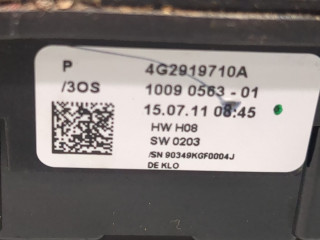 P 4G2919710A
/3OS 1009 0563 - 01
15.07.11 08:45
HW H08
SW 0203
/SN 90349KGF0004J
DE KLO